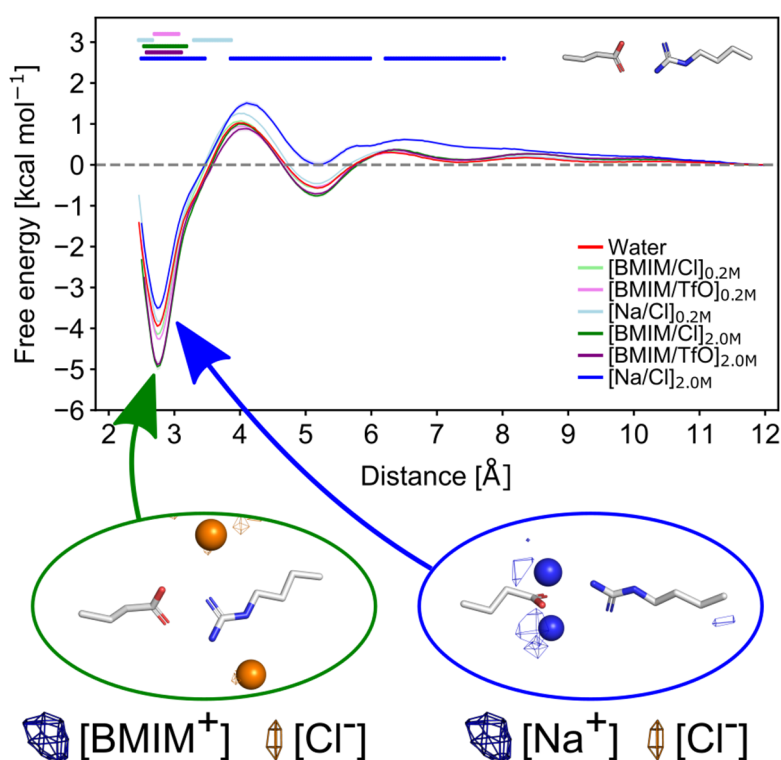 3
2
1
0
−1
−2
−3
−4
−5
−6
Free energy [kcal mol⁻¹]
Water
[BMIM/Cl]₀.₂M
[BMIM/TfO]₀.₂M
[Na/Cl]₀.₂M
[BMIM/Cl]₂.₀M
[BMIM/TfO]₂.₀M
[Na/Cl]₂.₀M
2 3 4 5 6 7 8 9 10 11 12
Distance [Å]
[BMIM⁺] [Cl⁻] [Na⁺] [Cl⁻]